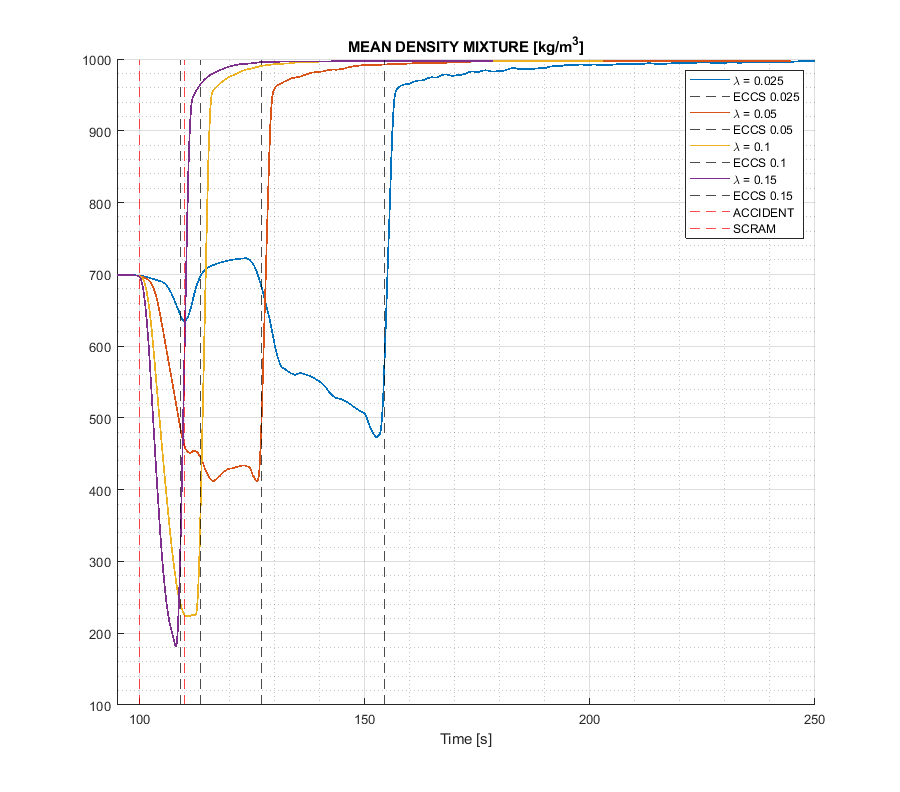 MEAN DENSITY MIXTURE [kg/m³]
1000
900
800
700
600
500
400
300
200
100
λ = 0.025
ECCS 0.025
λ = 0.05
ECCS 0.05
λ = 0.1
ECCS 0.1
λ = 0.15
ECCS 0.15
ACCIDENT
SCRAM
100 150 200 250
Time [s]